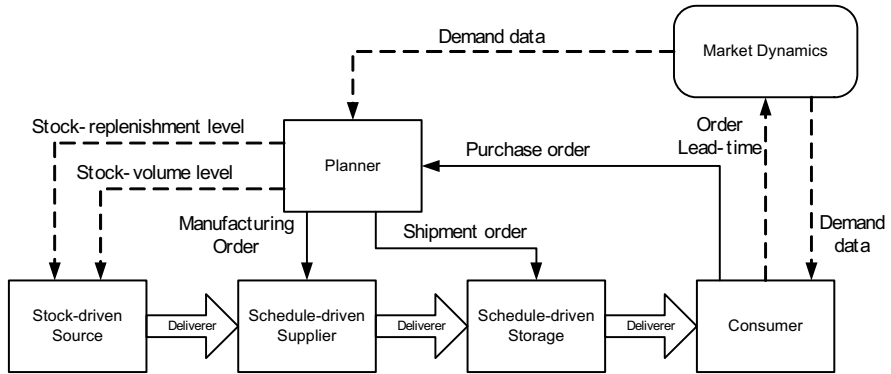 Demand data
Market Dynamics
Stock-replenishment level
Order
Lead-time
Purchase order
Planner
Stock-volume level
Manufacturing
Order
Shipment order
Demand
data
Stock-driven
Source
Deliverer
Schedule-driven
Supplier
Deliverer
Schedule-driven
Storage
Deliverer
Consumer